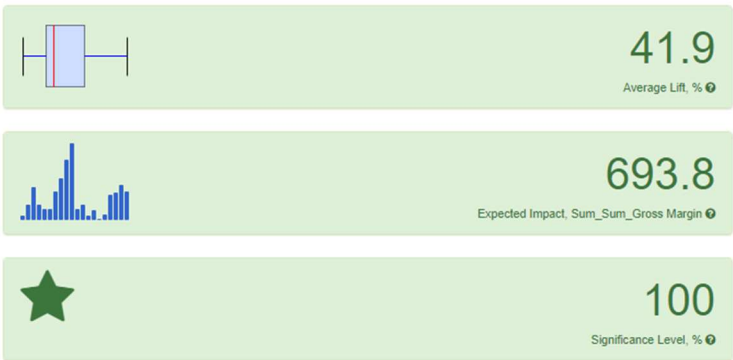 41.9
Average Lift, % ?
693.8
Expected Impact, Sum_Sum_Gross Margin ?
100
Significance Level, % ?